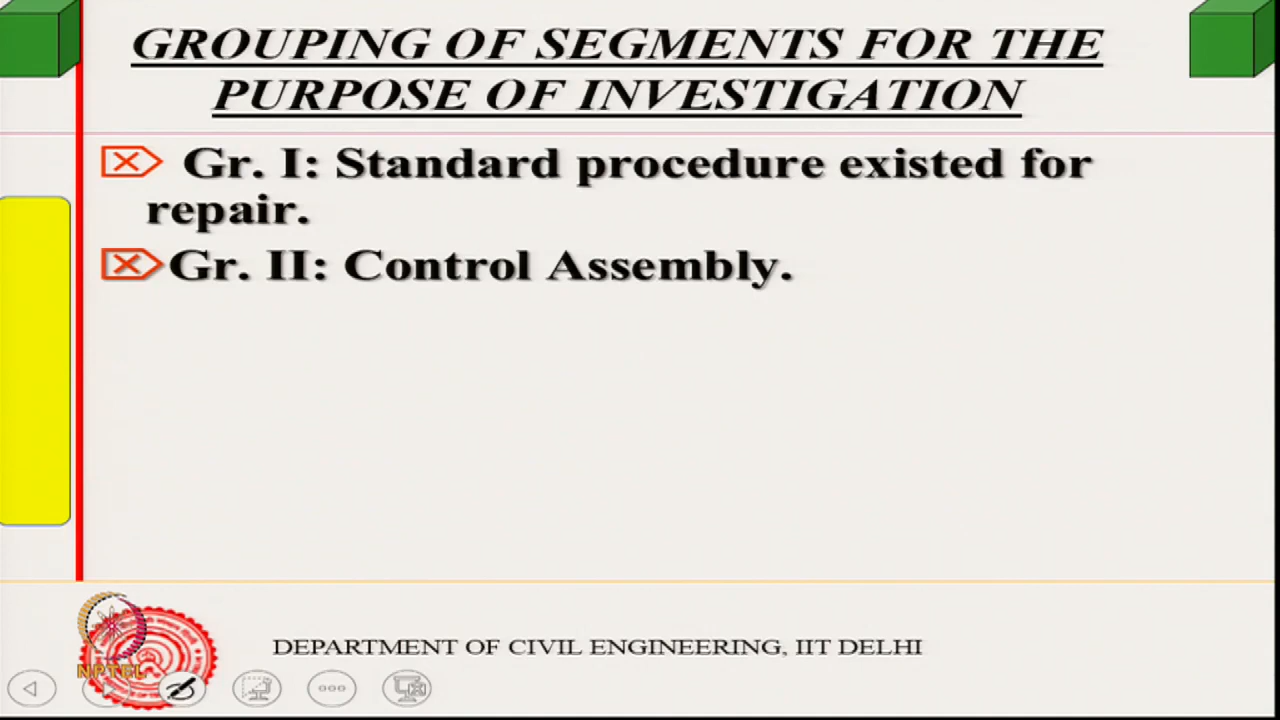 GROUPING OF SEGMENTS FOR THE
PURPOSE OF INVESTIGATION
Gr. I: Standard procedure existed for
repair.
Gr. II: Control Assembly.
DEPARTMENT OF CIVIL ENGINEERING, IIT DELHI
NPTEL